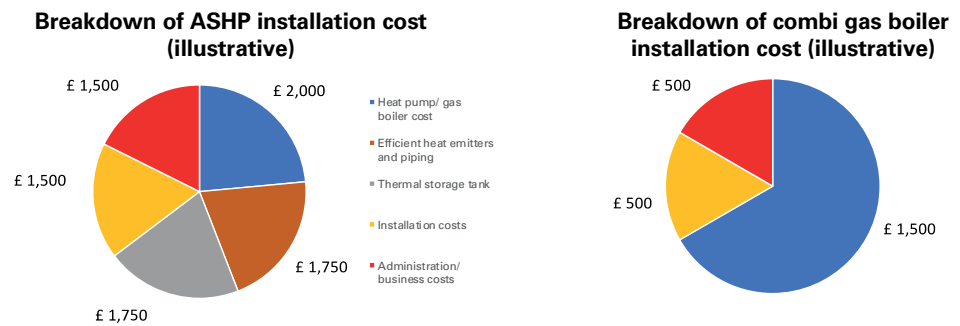 Breakdown of ASHP installation cost
(illustrative)
£ 1,500
£ 2,000
£ 1,500
£ 1,750
£ 1,750
Heat pump/ gas
boiler cost
Efficient heat emitters
and piping
Thermal storage tank
Installation costs
Administration/
business costs
Breakdown of combi gas boiler
installation cost (illustrative)
£ 500
£ 500
£ 1,500